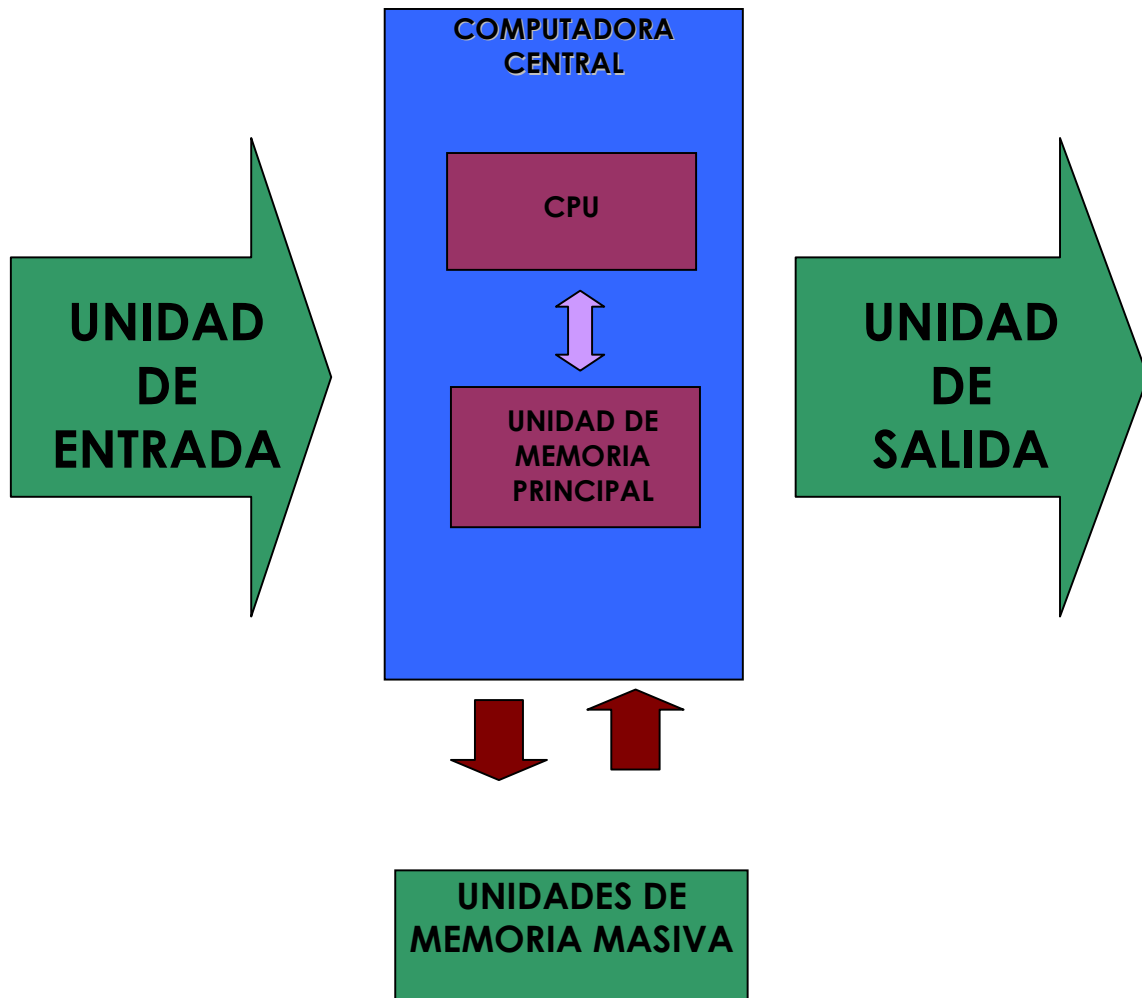 COMPUTADORA
CENTRAL
CPU
UNIDAD
DE
ENTRADA
UNIDAD DE
MEMORIA
PRINCIPAL
UNIDAD
DE
SALIDA
UNIDADES DE
MEMORIA MASIVA